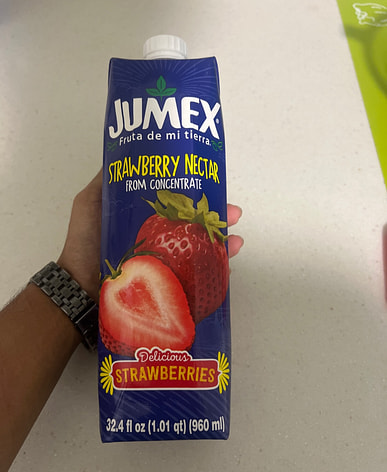 JUMEX®
Fruta de mi tierra.
STRAWBERRY NECTAR
FROM CONCENTRATE
Delicious
STRAWBERRIES
32.4 fl oz (1.01 qt) (960 ml)